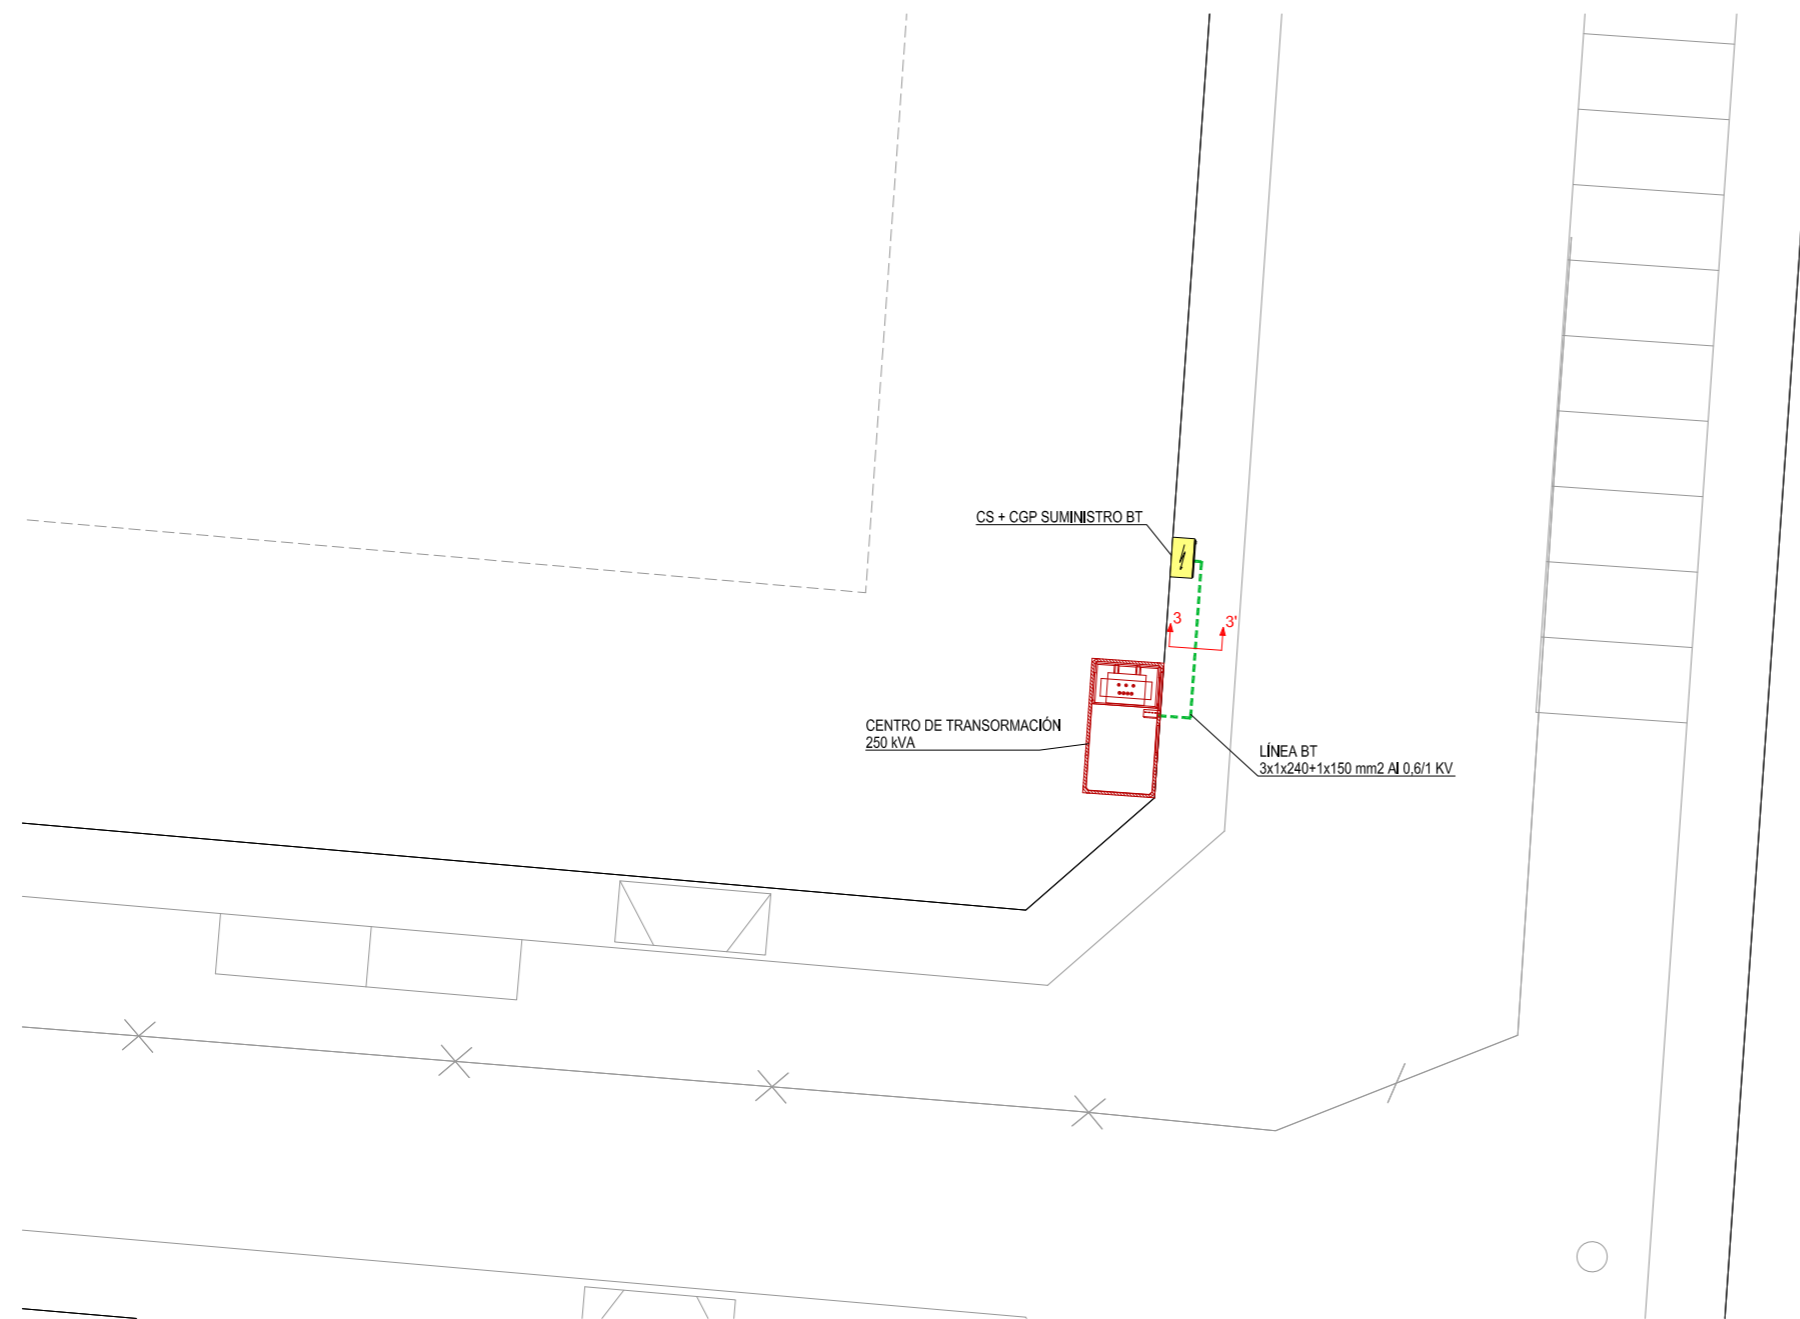 CS + CGP SUMINISTRO BT
3
3'
CENTRO DE TRANSORMACIÓN
250 kVA
LÍNEA BT
3x1x240+1x150 mm2 Al 0,6/1 KV